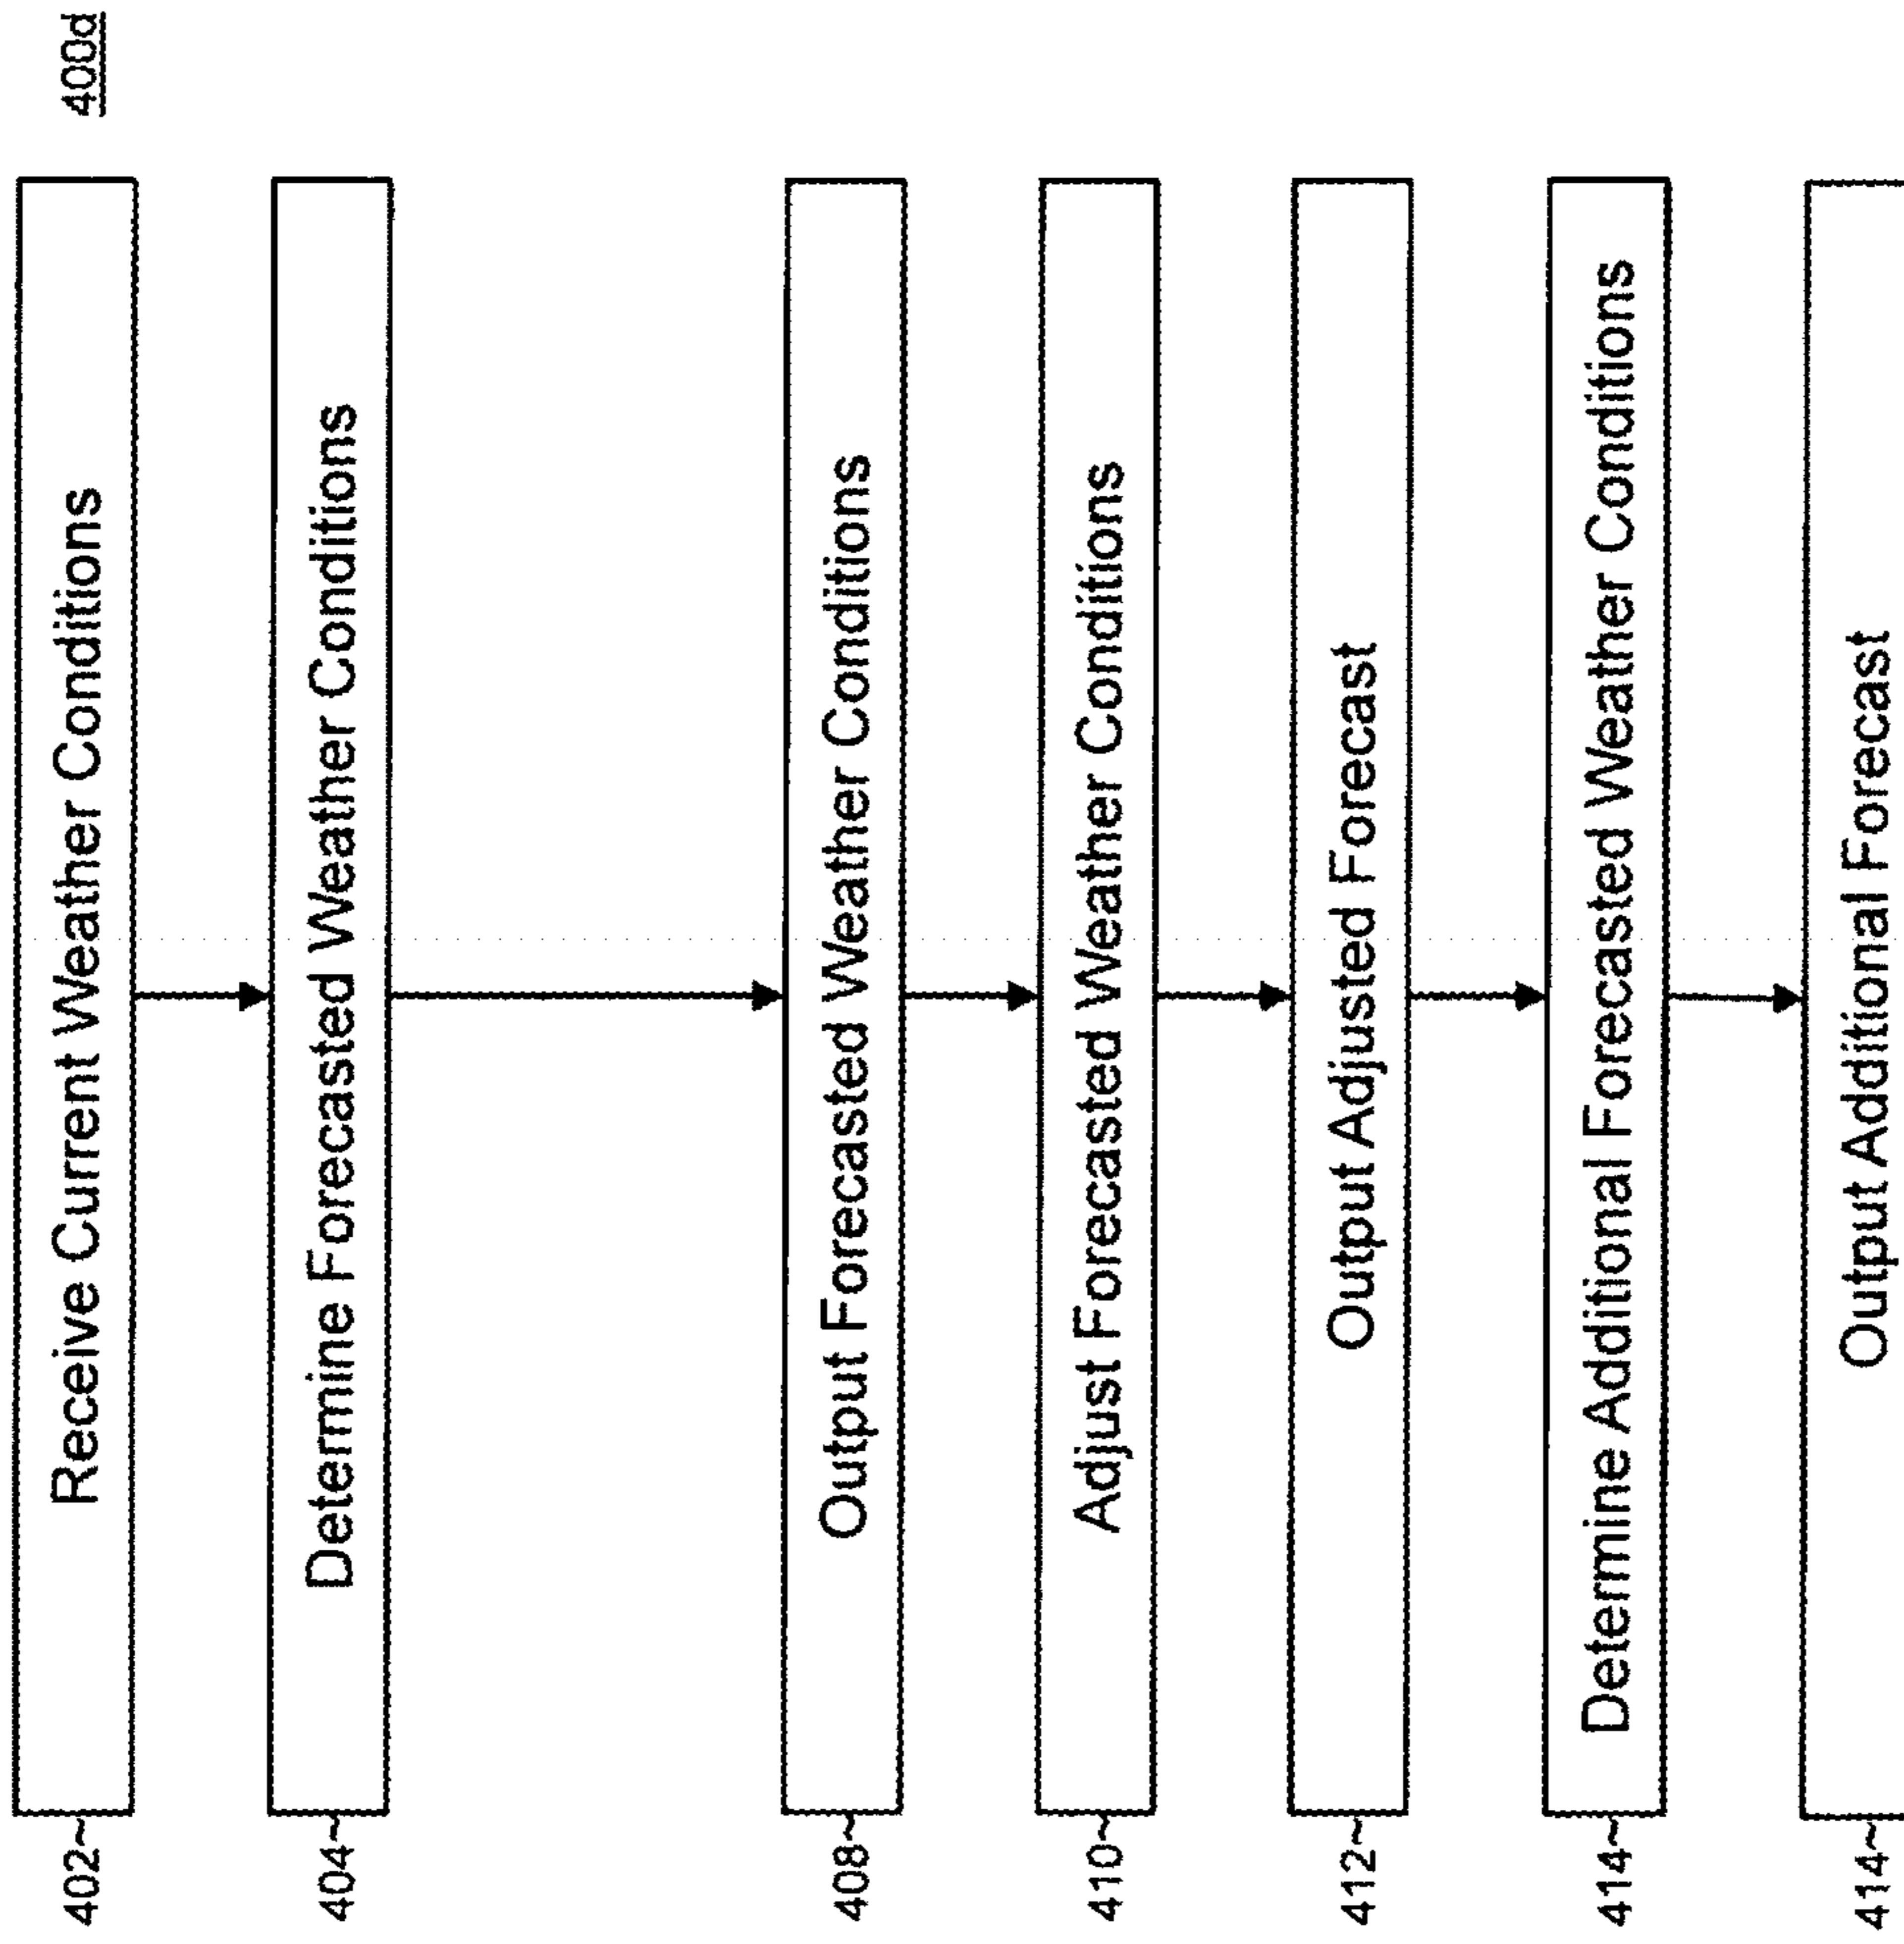 400d
402~ Receive Current Weather Conditions
404~ Determine Forecasted Weather Conditions
408~ Output Forecasted Weather Conditions
410~ Adjust Forecasted Weather Conditions
412~ Output Adjusted Forecast
414~ Determine Additional Forecasted Weather Conditions
414~ Output Additional Forecast